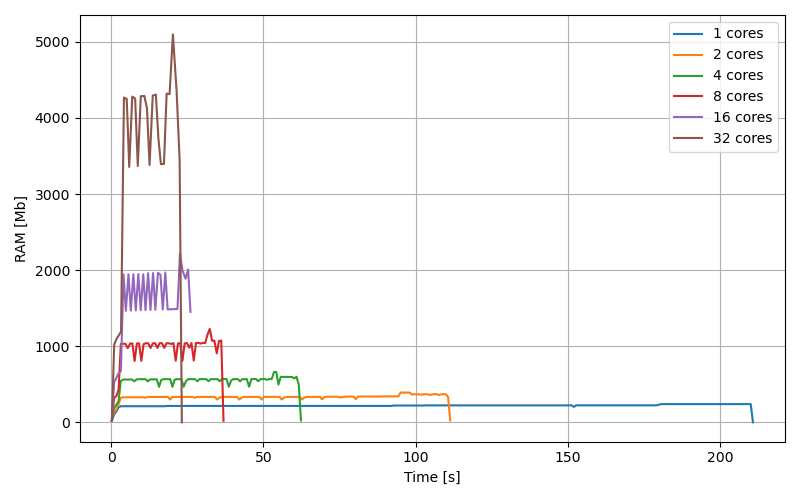 5000
4000
3000
2000
1000
0
RAM [Mb]
0
50
100
150
200
Time [s]
1 cores
2 cores
4 cores
8 cores
16 cores
32 cores